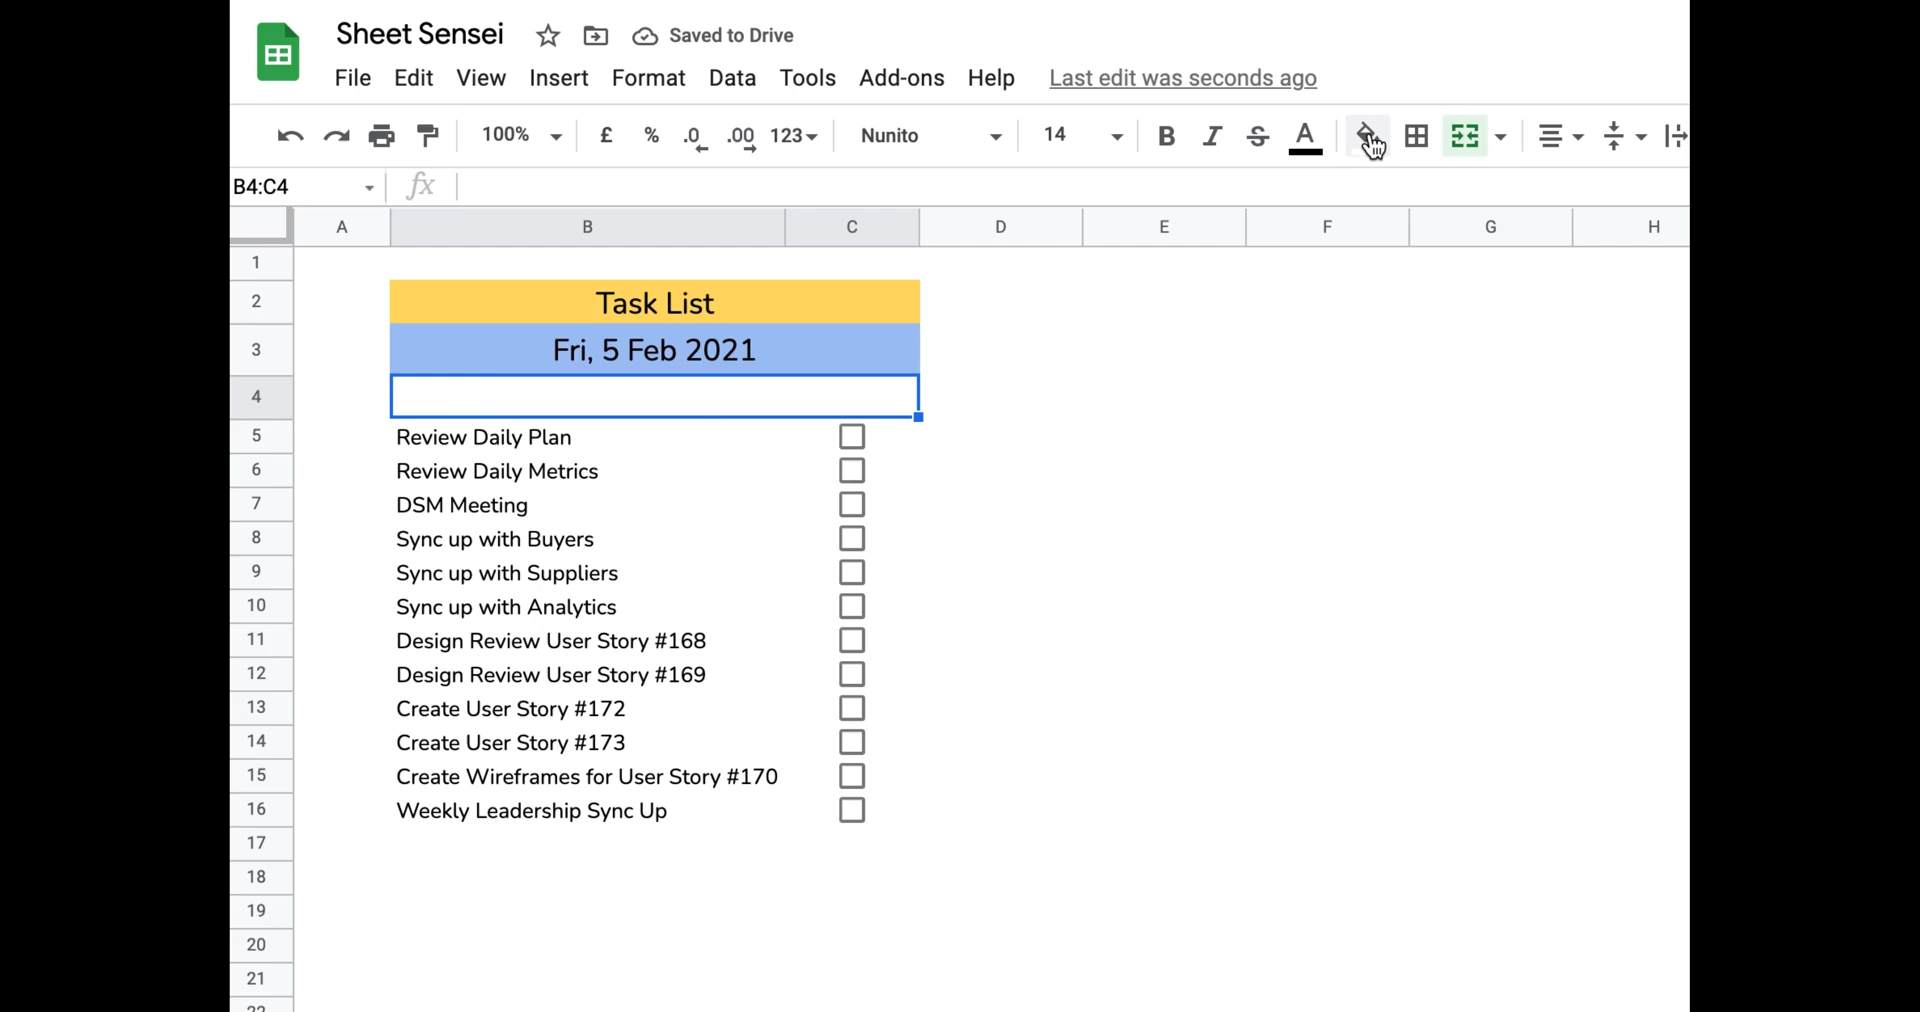 Sheet Sensei
Saved to Drive
File Edit View Insert Format Data Tools Add-ons Help Last edit was seconds ago
100% £ % .0 .00 123 Nunito 14 B I S A
B4:C4 fx
A B C D E F G H
1
2 Task List
3 Fri, 5 Feb 2021
4
5 Review Daily Plan
6 Review Daily Metrics
7 DSM Meeting
8 Sync up with Buyers
9 Sync up with Suppliers
10 Sync up with Analytics
11 Design Review User Story #168
12 Design Review User Story #169
13 Create User Story #172
14 Create User Story #173
15 Create Wireframes for User Story #170
16 Weekly Leadership Sync Up
17
18
19
20
21
22